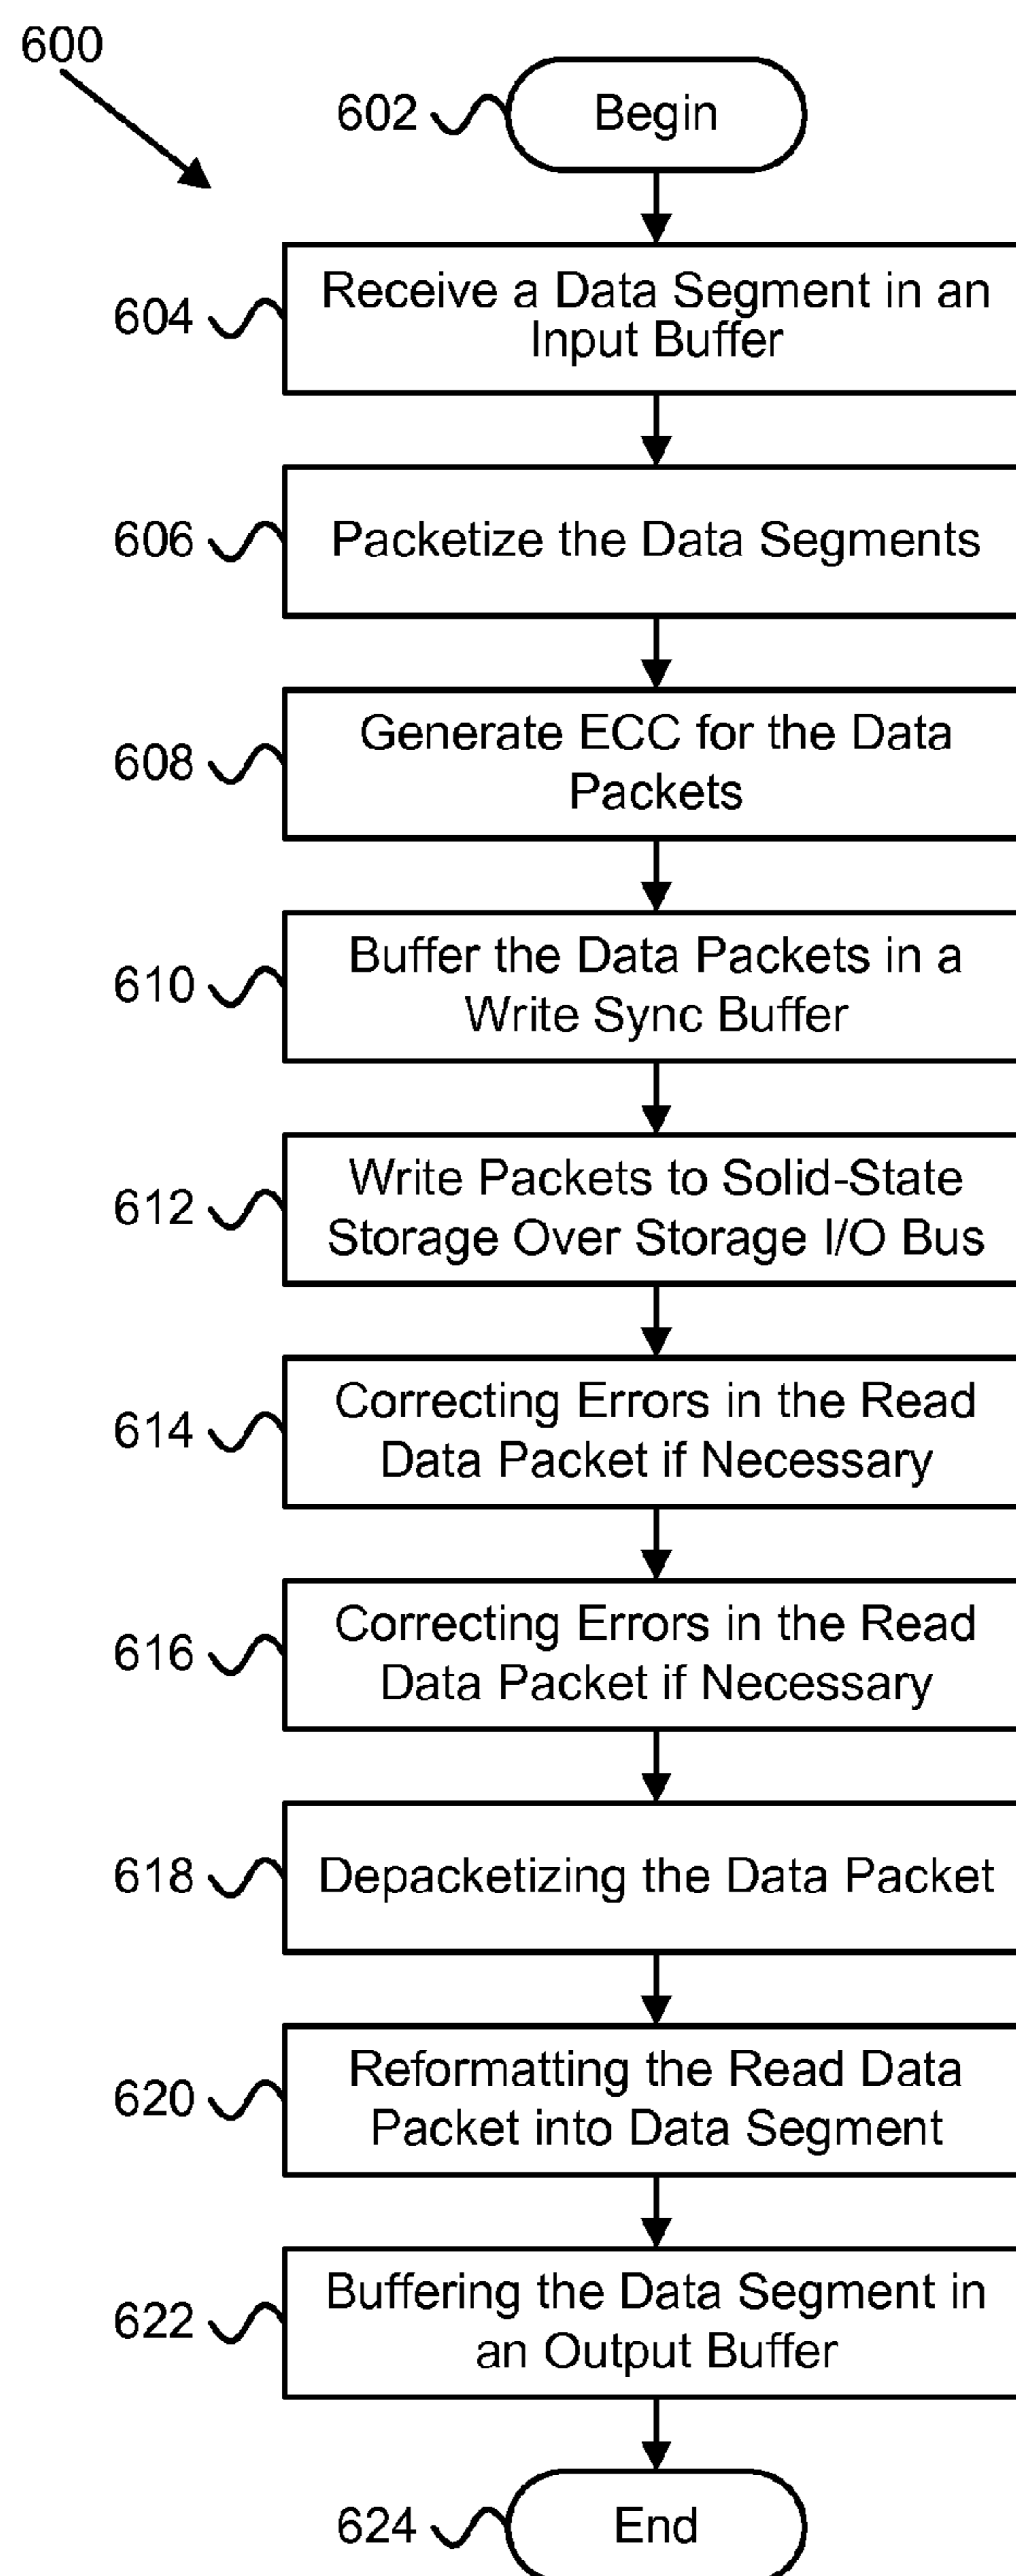 600
602
Begin
604
Receive a Data Segment in an
Input Buffer
606
Packetize the Data Segments
608
Generate ECC for the Data
Packets
610
Buffer the Data Packets in a
Write Sync Buffer
612
Write Packets to Solid-State
Storage Over Storage I/O Bus
614
Correcting Errors in the Read
Data Packet if Necessary
616
Correcting Errors in the Read
Data Packet if Necessary
618
Depacketizing the Data Packet
620
Reformatting the Read Data
Packet into Data Segment
622
Buffering the Data Segment in
an Output Buffer
624
End